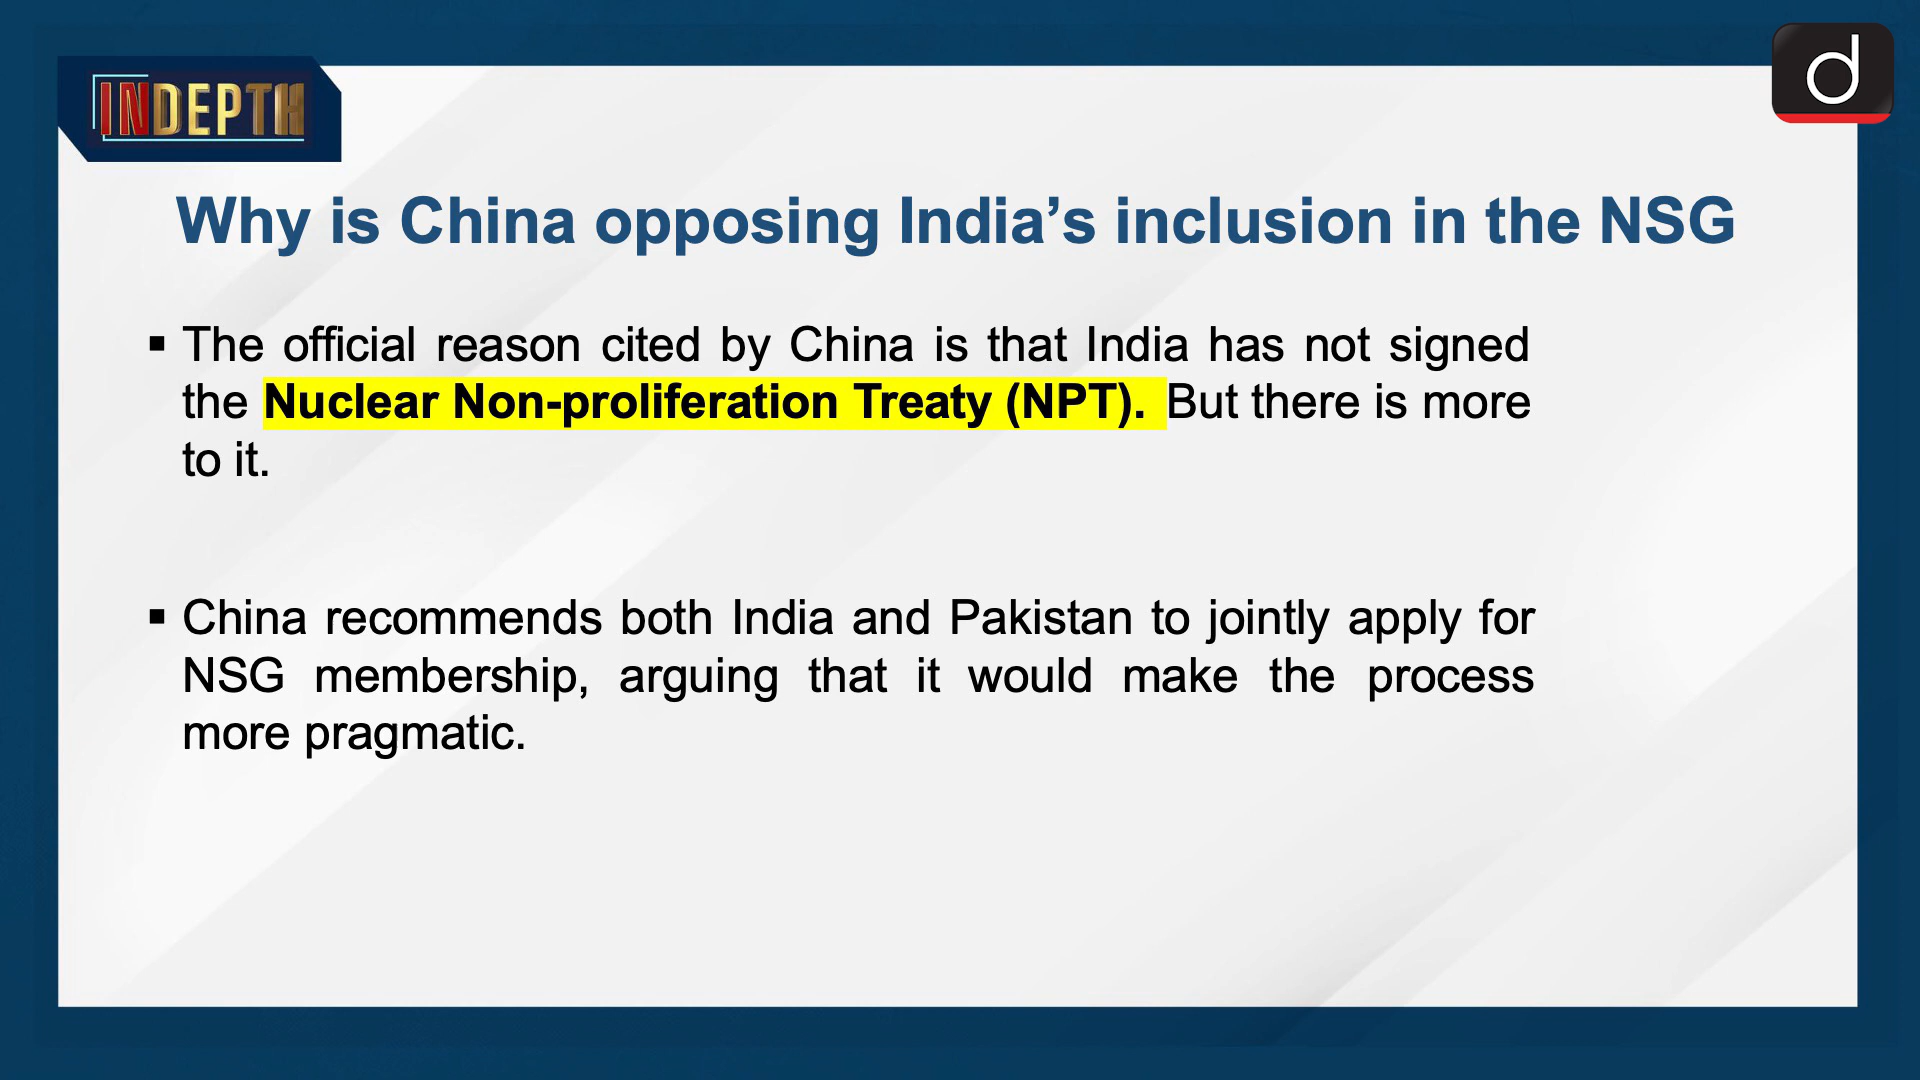 INDEPTH
d
Why is China opposing India’s inclusion in the NSG
▪ The official reason cited by China is that India has not signed
the Nuclear Non-proliferation Treaty (NPT). But there is more
to it.
▪ China recommends both India and Pakistan to jointly apply for
NSG membership, arguing that it would make the process
more pragmatic.